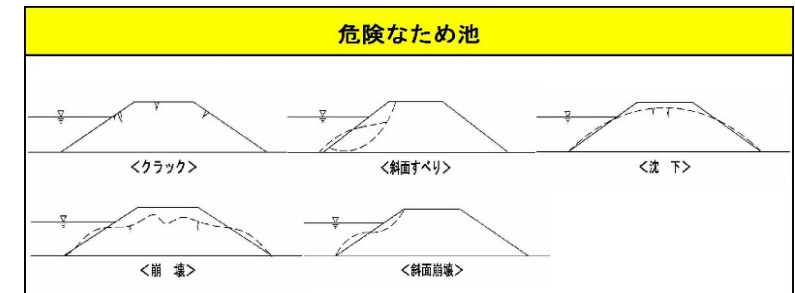 危険なため池
<クラック>
<斜面すべり>
<沈 下>
<崩 壊>
<斜面崩壊>